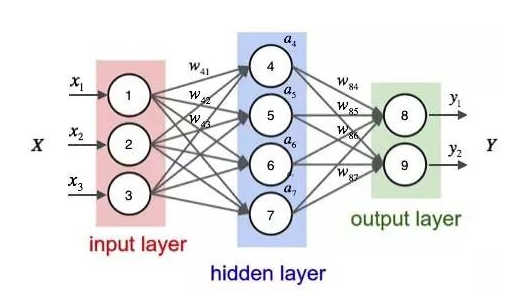 x₁
x₂
x₃
X
1
2
3
input layer
w₄₁
w₄₂
w₄₃
a₄
4
a₅
5
a₆
6
a₇
7
hidden layer
w₈₄
w₈₅
w₈₆
w₈₇
8
9
output layer
y₁
y₂
Y